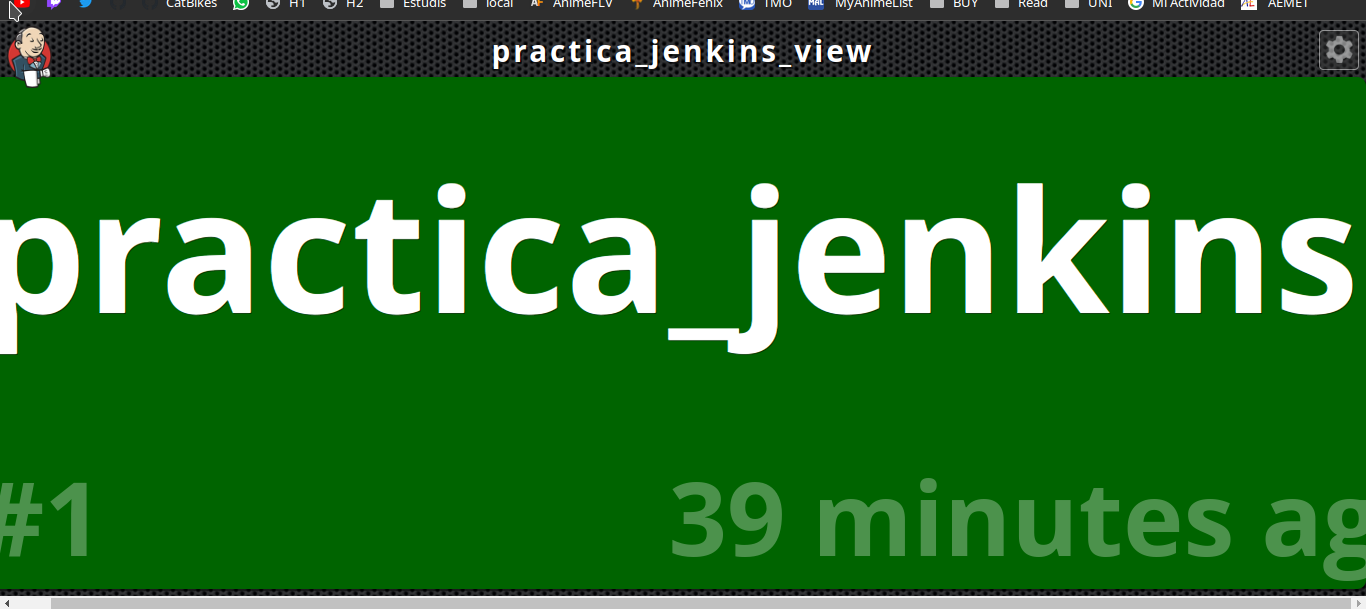 CatBikes H1 H2 Estudis local AnimeFLV AnimeFenix TMO MyAnimeList BUY Read UNI Mi Actividad AEMET
practica_jenkins_view
practica_jenkins
#1 39 minutes ag